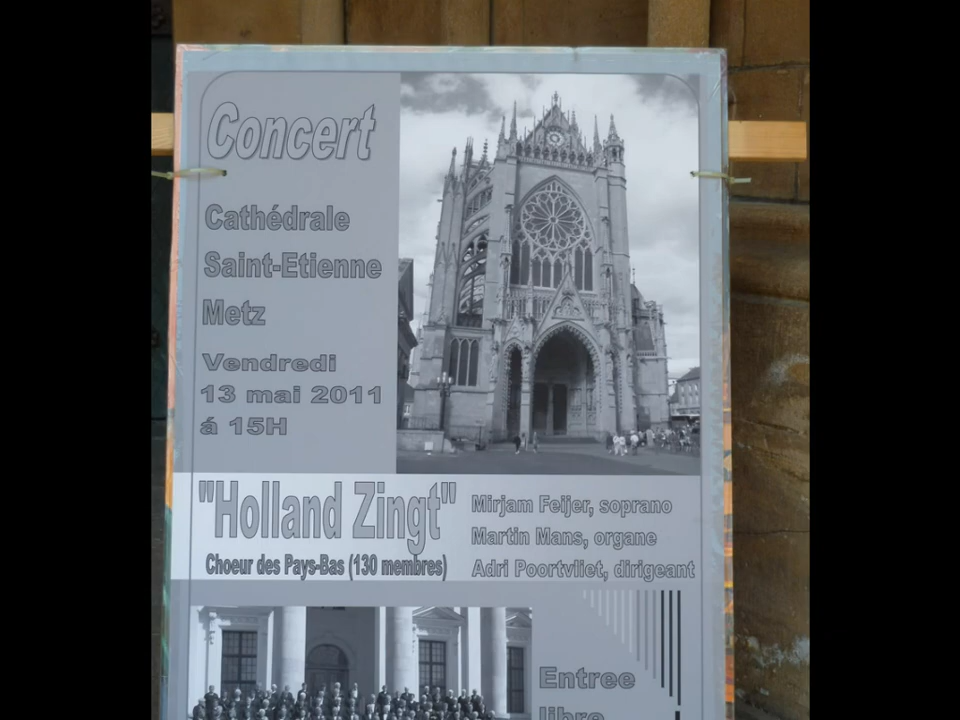 Concert
Cathédrale
Saint-Etienne
Metz
Vendredi
13 mai 2011
á 15H
"Holland Zingt"
Choeur des Pays-Bas (130 membres)
Mirjam Feijer, soprano
Martin Mans, organe
Adri Poortvliet, dirigeant
Entree
libre